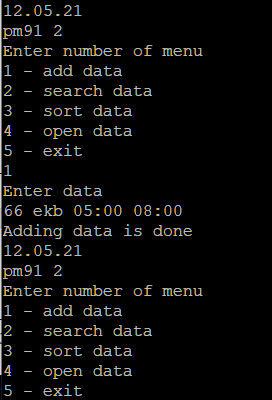 12.05.21
pm91 2
Enter number of menu
1 - add data
2 - search data
3 - sort data
4 - open data
5 - exit
1
Enter data
66 ekb 05:00 08:00
Adding data is done
12.05.21
pm91 2
Enter number of menu
1 - add data
2 - search data
3 - sort data
4 - open data
5 - exit